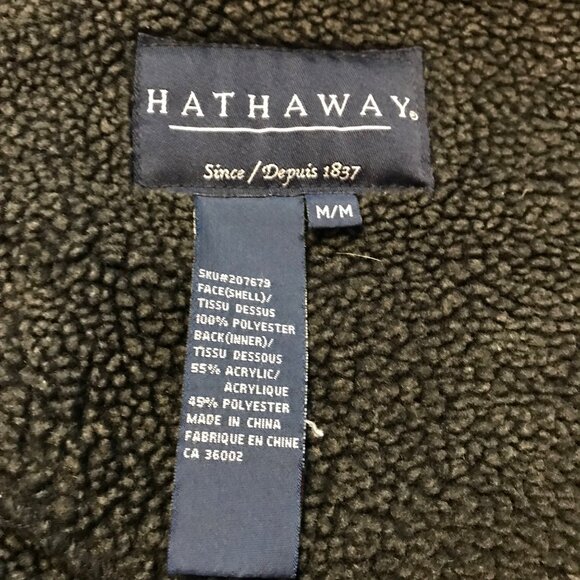 HATHAWAY®
Since / Depuis 1837
M/M
SKU#207679
FACE(SHELL)/
TISSU DESSUS
100% POLYESTER
BACK(INNER)/
TISSU DESSOUS
55% ACRYLIC/
ACRYLIQUE
45% POLYESTER
MADE IN CHINA
FABRIQUE EN CHINE
CA 36002